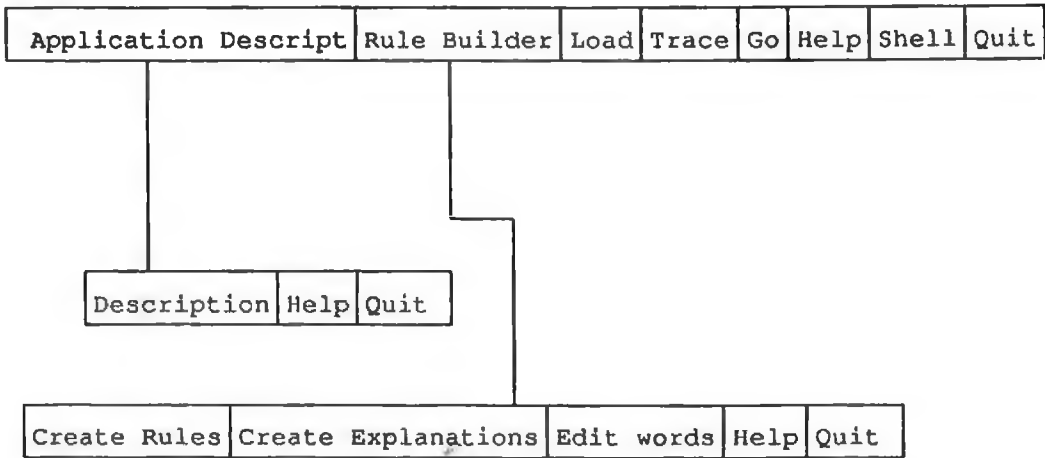 Application Descript Rule Builder Load Trace Go Help Shell Quit
Description Help Quit
Create Rules Create Explanations Edit words Help Quit